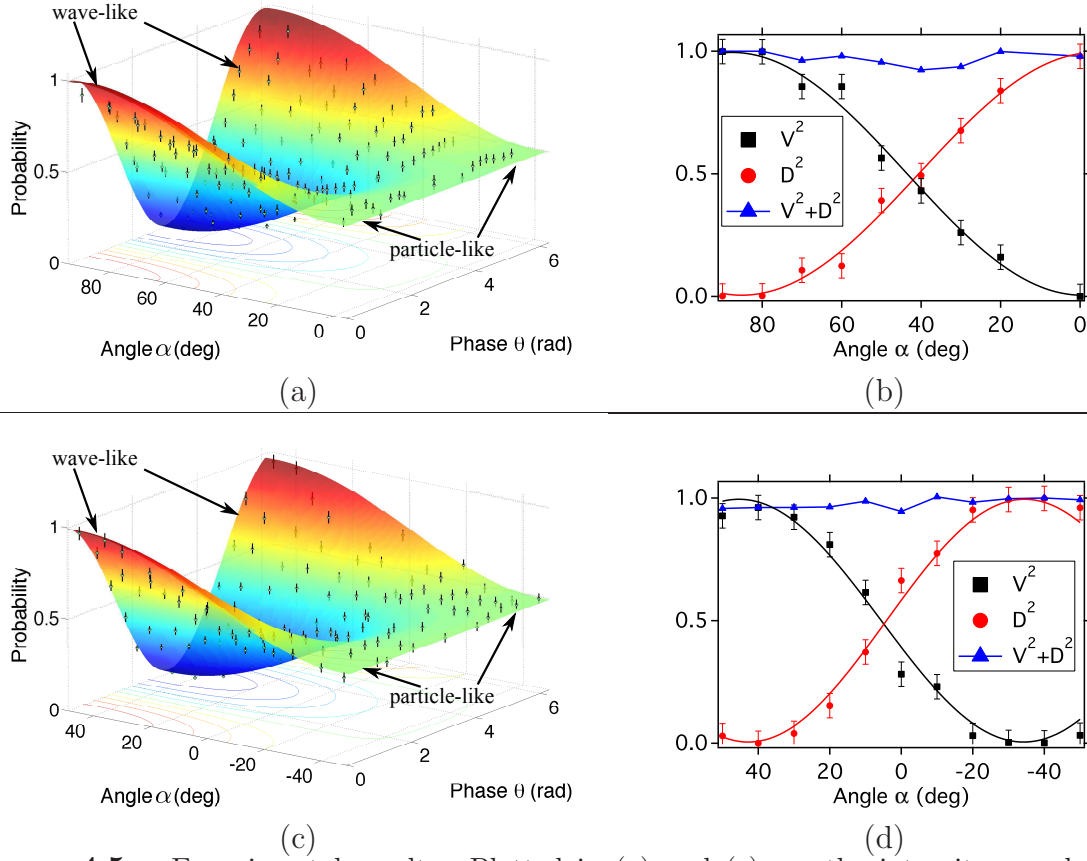 wave-like
1
0.5
0
Probability
80
60
40
20
0
Angle α (deg)
0
2
4
6
Phase θ (rad)
particle-like
(a)
1.0
0.5
0.0
V²
D²
V²+D²
80
60
40
20
0
Angle α (deg)
(b)
wave-like
1
0.5
0
Probability
40
20
0
-20
-40
Angle α (deg)
0
2
4
6
Phase θ (rad)
particle-like
(c)
1.0
0.5
0.0
V²
D²
V²+D²
40
20
0
-20
-40
Angle α (deg)
(d)